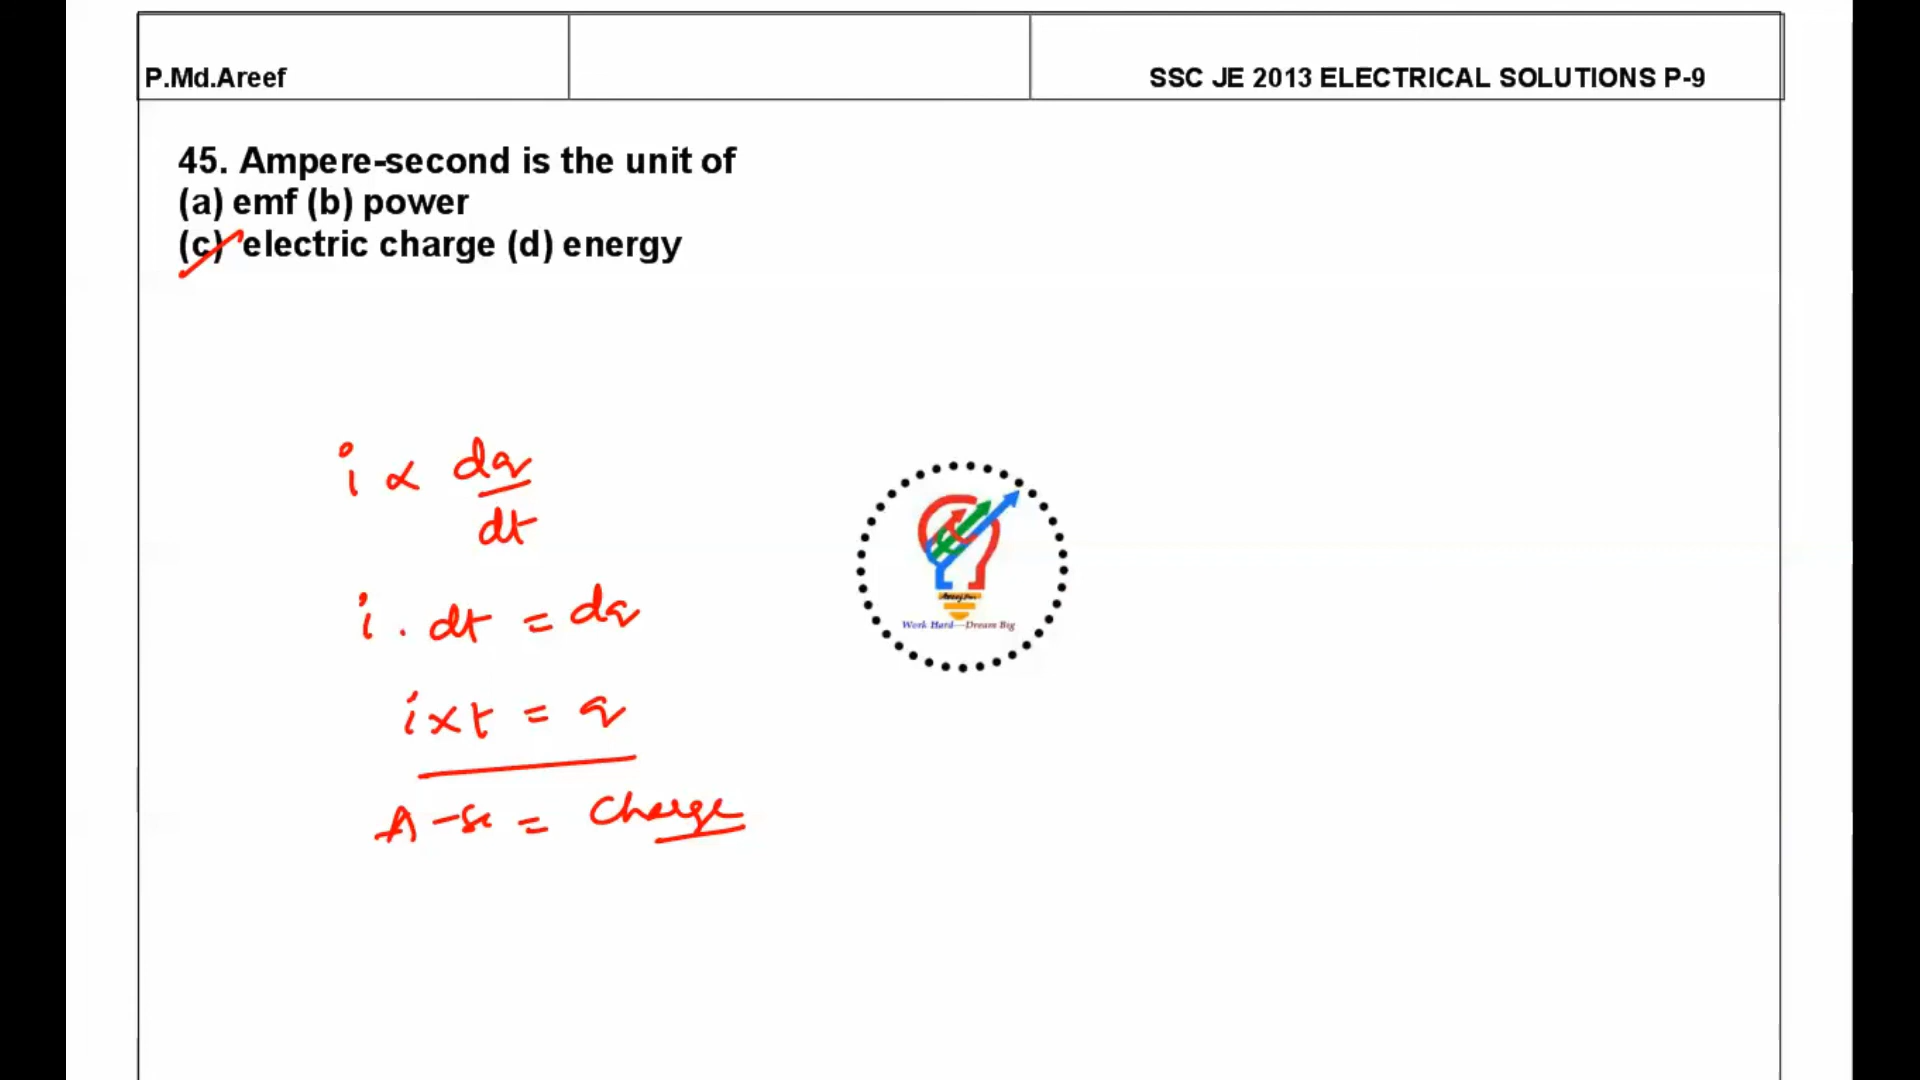 P.Md.Areef
SSC JE 2013 ELECTRICAL SOLUTIONS P-9
45. Ampere-second is the unit of
(a) emf (b) power
(c) electric charge (d) energy
i ∝ dq
dt
i . dt = dq
i × t = q
A - sec = Charge
Work Hard---Dream Big